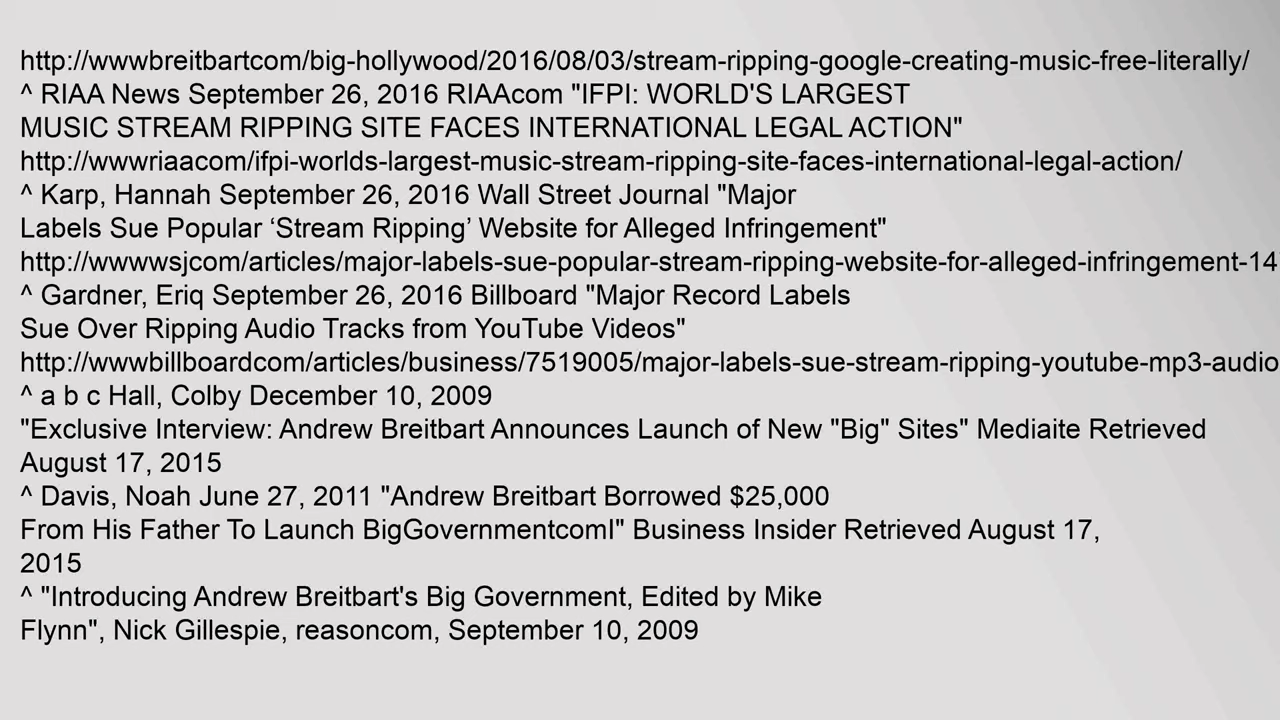 http://wwwbreitbartcom/big-hollywood/2016/08/03/stream-ripping-google-creating-music-free-literally/
^ RIAA News September 26, 2016 RIAAcom "IFPI: WORLD'S LARGEST
MUSIC STREAM RIPPING SITE FACES INTERNATIONAL LEGAL ACTION"
http://wwwriaacom/ifpi-worlds-largest-music-stream-ripping-site-faces-international-legal-action/
^ Karp, Hannah September 26, 2016 Wall Street Journal "Major
Labels Sue Popular ‘Stream Ripping’ Website for Alleged Infringement"
http://wwwwsjcom/articles/major-labels-sue-popular-stream-ripping-website-for-alleged-infringement-14
^ Gardner, Eriq September 26, 2016 Billboard "Major Record Labels
Sue Over Ripping Audio Tracks from YouTube Videos"
http://wwwbillboardcom/articles/business/7519005/major-labels-sue-stream-ripping-youtube-mp3-audio
^ a b c Hall, Colby December 10, 2009
"Exclusive Interview: Andrew Breitbart Announces Launch of New "Big" Sites" Mediaite Retrieved
August 17, 2015
^ Davis, Noah June 27, 2011 "Andrew Breitbart Borrowed $25,000
From His Father To Launch BigGovernmentcomI" Business Insider Retrieved August 17,
2015
^ "Introducing Andrew Breitbart's Big Government, Edited by Mike
Flynn", Nick Gillespie, reasoncom, September 10, 2009